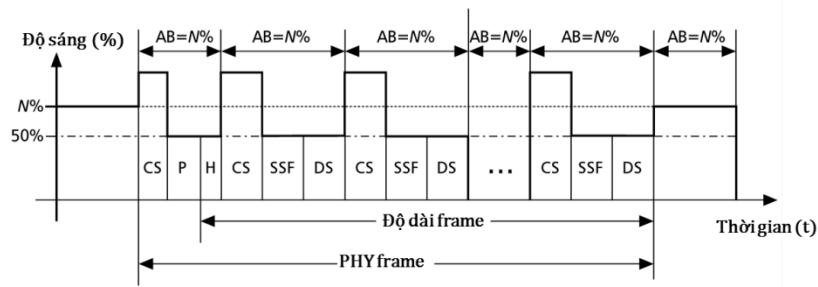 Độ sáng (%)
AB=N% AB=N% AB=N% AB=N% AB=N% AB=N%
N%
50%
CS P H CS SSF DS CS SSF DS ... CS SSF DS
Độ dài frame
Thời gian (t)
PHY frame